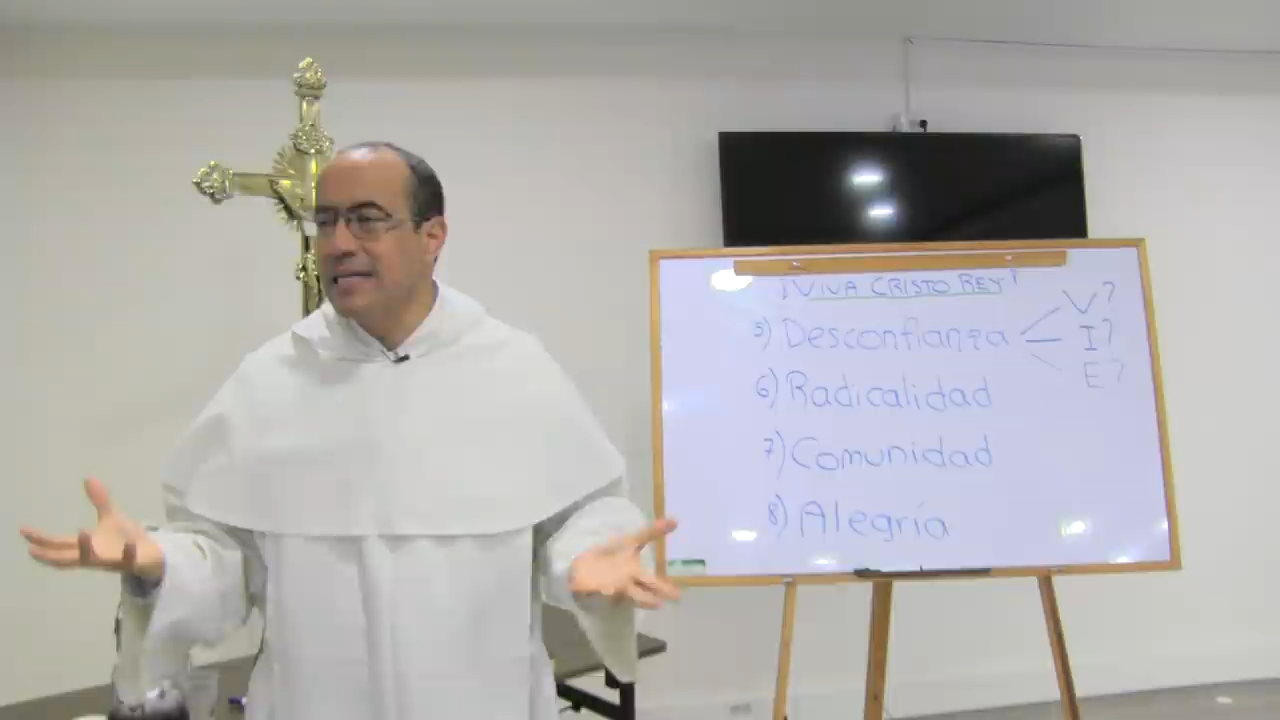 ¡VIVA CRISTO REY!
5) Desconfianza V?
I?
E?
6) Radicalidad
7) Comunidad
8) Alegría